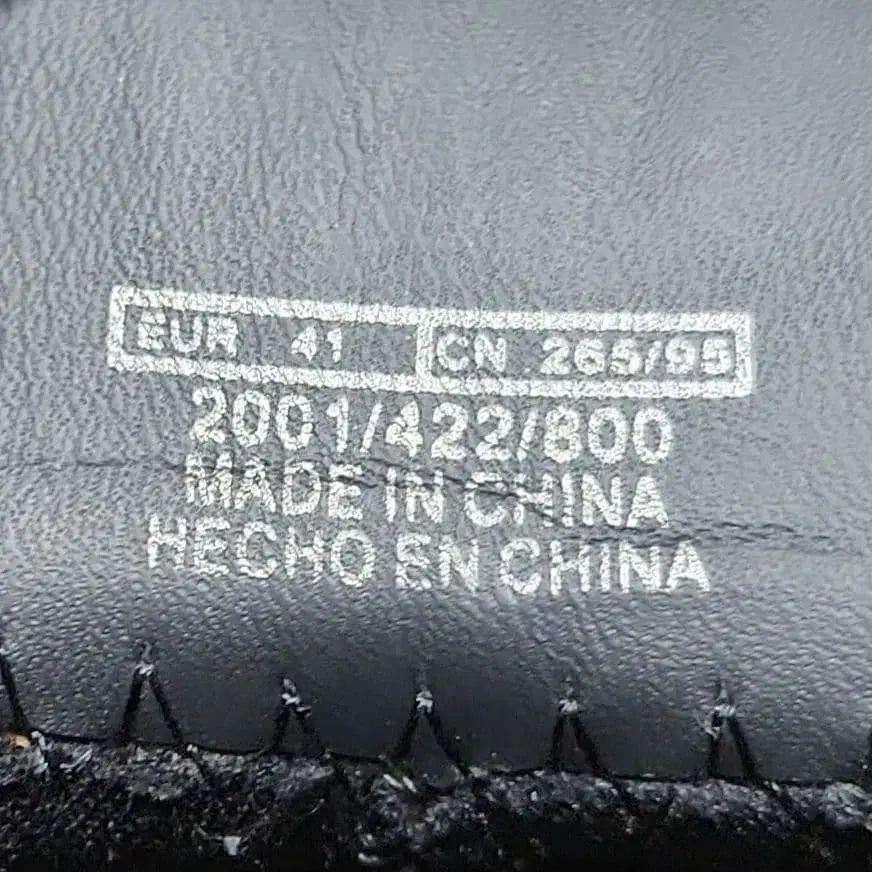 EUR 41 CN 265/95
2001/422/800
MADE IN CHINA
HECHO EN CHINA